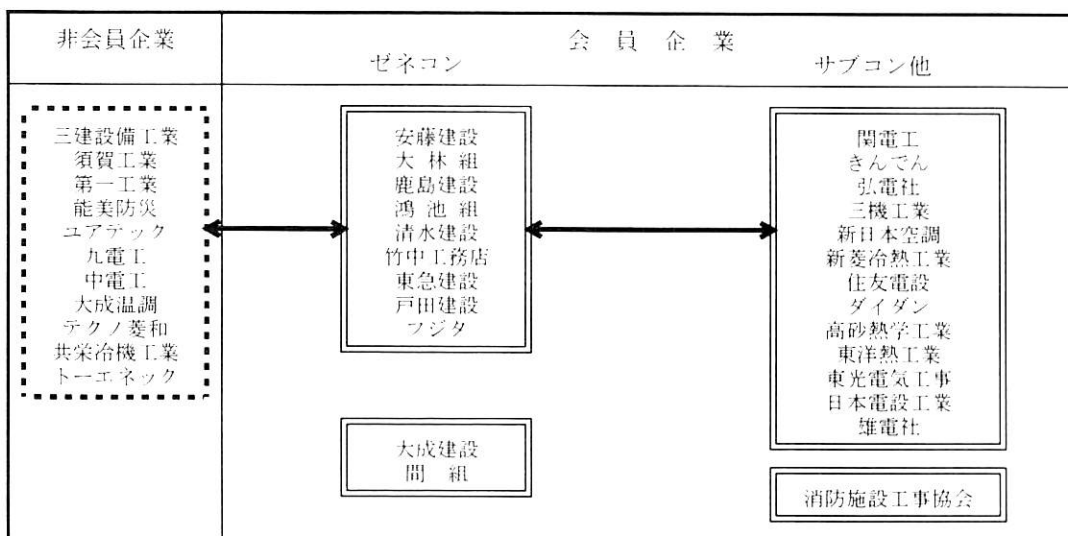 非会員企業
会 員 企 業
ゼネコン
サブコン他
三建設備工業
須賀工業
第一工業
能美防災
ユアテック
九電工
中電工
大成温調
テクノ菱和
共栄冷機工業
トーエネック
安藤建設
大 林 組
鹿島建設
鴻 池 組
清水建設
竹中工務店
東急建設
戸田建設
フジタ
大成建設
間 組
関電工
きんでん
弘電社
三機工業
新日本空調
新菱冷熱工業
住友電設
ダイダン
高砂熱学工業
東洋熱工業
東光電気工事
日本電設工業
雄電社
消防施設工事協会